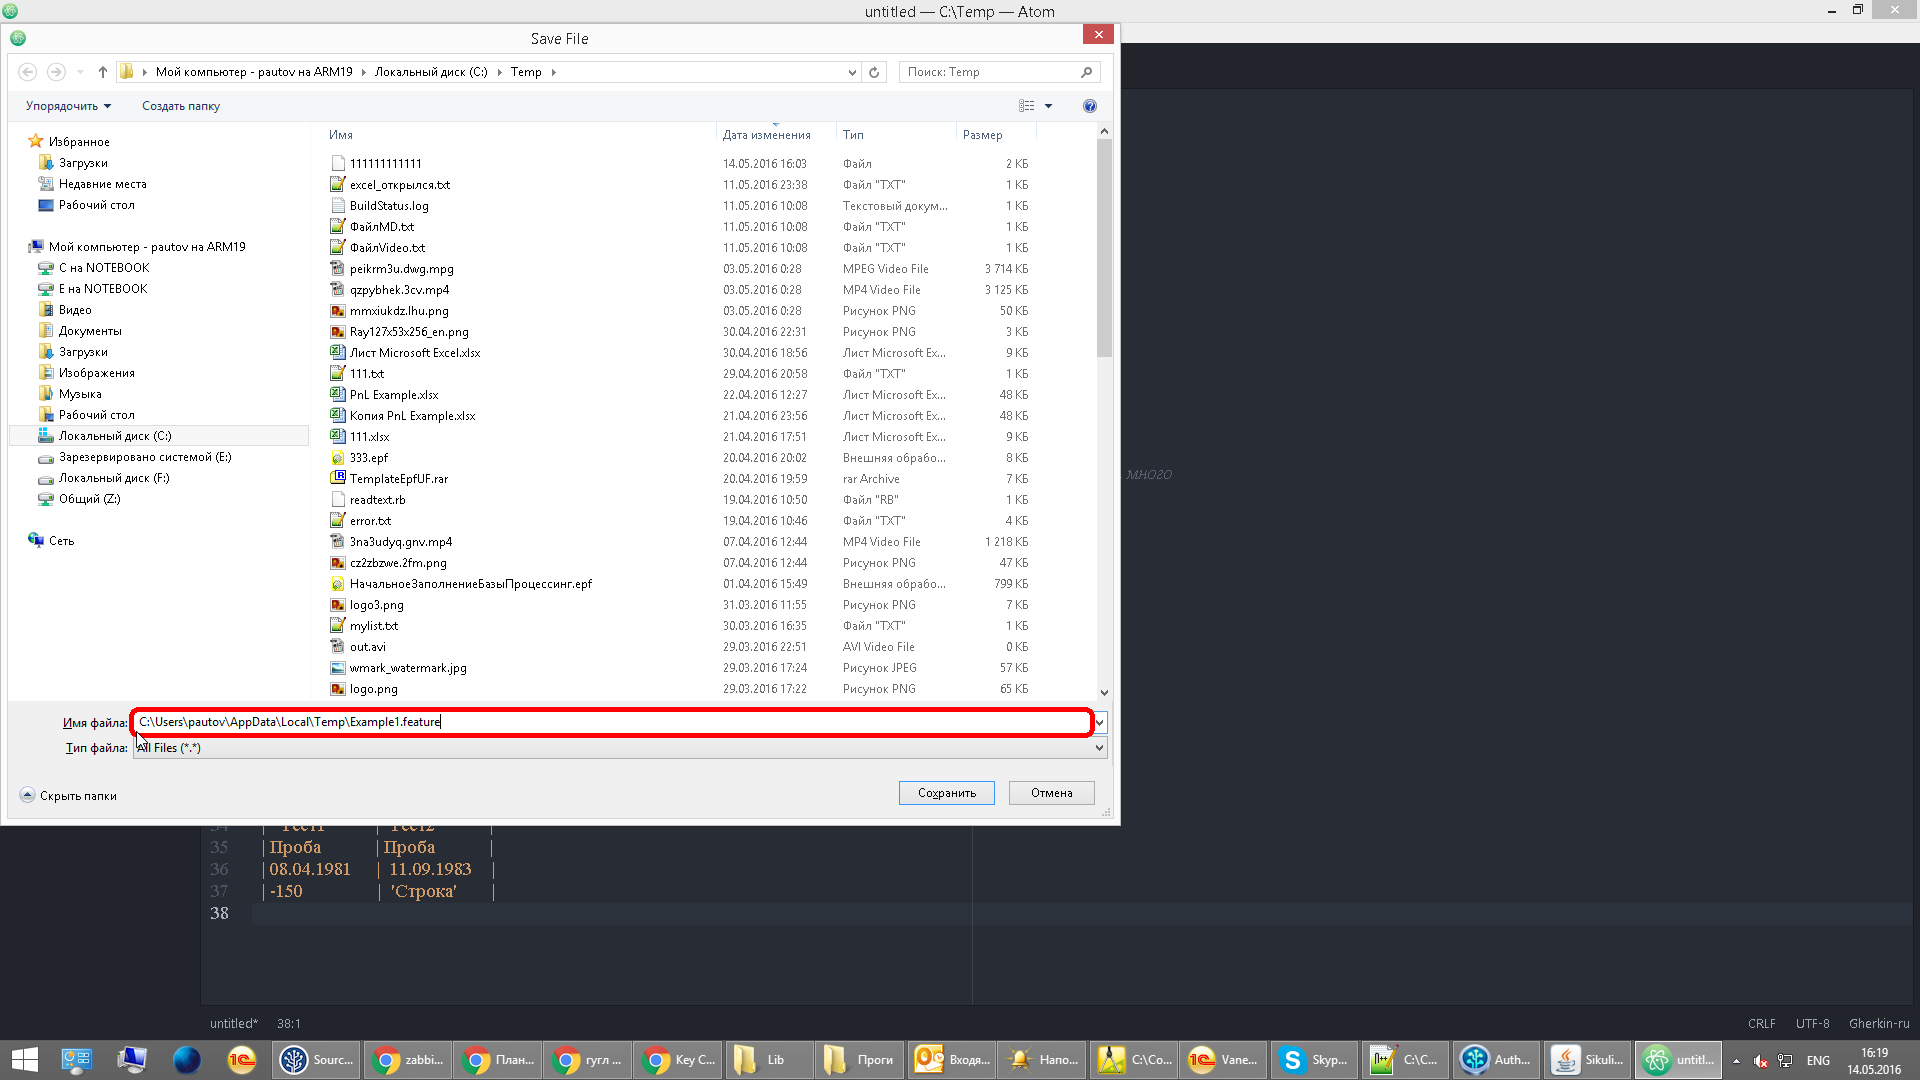 untitled — C:\Temp — Atom
Save File
Мой компьютер - pautov на ARM19
Локальный диск (C:)
Temp
Поиск: Temp
Упорядочить
Создать папку
Избранное
Загрузки
Недавние места
Рабочий стол
Мой компьютер - pautov на ARM19
C на NOTEBOOK
E на NOTEBOOK
Видео
Документы
Загрузки
Изображения
Музыка
Рабочий стол
Локальный диск (C:)
Зарезервировано системой (E:)
Локальный диск (F:)
Общий (Z:)
Сеть
Имя Дата изменения Тип Размер
111111111111 14.05.2016 16:03 Файл 2 КБ
excel_открылся.txt 11.05.2016 23:38 Файл "TXT" 1 КБ
BuildStatus.log 11.05.2016 10:08 Текстовый докум... 1 КБ
ФайлMD.txt 11.05.2016 10:08 Файл "TXT" 1 КБ
ФайлVideo.txt 11.05.2016 10:08 Файл "TXT" 1 КБ
peikrm3u.dwg.mpg 03.05.2016 0:28 MPEG Video File 3 714 КБ
qzpybhek.3cv.mp4 03.05.2016 0:28 MP4 Video File 3 125 КБ
mmxiukdz.lhu.png 03.05.2016 0:28 Рисунок PNG 50 КБ
Ray127x53x256_en.png 30.04.2016 22:31 Рисунок PNG 3 КБ
Лист Microsoft Excel.xlsx 30.04.2016 18:56 Лист Microsoft Ex... 9 КБ
111.txt 29.04.2016 20:58 Файл "TXT" 1 КБ
PnL Example.xlsx 22.04.2016 12:27 Лист Microsoft Ex... 48 КБ
Копия PnL Example.xlsx 21.04.2016 23:56 Лист Microsoft Ex... 48 КБ
111.xlsx 21.04.2016 17:51 Лист Microsoft Ex... 9 КБ
333.epf 20.04.2016 20:02 Внешняя обрабо... 8 КБ
TemplateEpfUF.rar 20.04.2016 19:59 rar Archive 7 КБ
readtext.rb 19.04.2016 10:50 Файл "RB" 1 КБ
error.txt 19.04.2016 10:46 Файл "TXT" 4 КБ
3na3udyq.gnv.mp4 07.04.2016 12:44 MP4 Video File 1 218 КБ
cz2zbzwe.2fm.png 07.04.2016 12:44 Рисунок PNG 47 КБ
НачальноеЗаполнениеБазыПроцессинг.epf 01.04.2016 15:49 Внешняя обрабо... 799 КБ
logo3.png 31.03.2016 11:55 Рисунок PNG 7 КБ
mylist.txt 30.03.2016 16:35 Файл "TXT" 1 КБ
out.avi 29.03.2016 22:51 AVI Video File 0 КБ
wmark_watermark.jpg 29.03.2016 17:24 Рисунок JPEG 57 КБ
logo.png 29.03.2016 17:22 Рисунок PNG 65 КБ
много
Имя файла: C:\Users\pautov\AppData\Local\Temp\Example1.feature
Тип файла: All Files (*.*)
Скрыть папки
Сохранить Отмена
34 | Тест1 | Тест2 |
35 | Проба | Проба |
36 | 08.04.1981 | 11.09.1983 |
37 | -150 | 'Строка' |
38
untitled* 38:1 CRLF UTF-8 Gherkin-ru
Sourc... zabbi... План... гугл ... Key C... Lib Проги Входя... Напо... C:\Co... Vane... Skyp... C:\C... Auth... Sikuli... untitl... ENG 16:19
14.05.2016